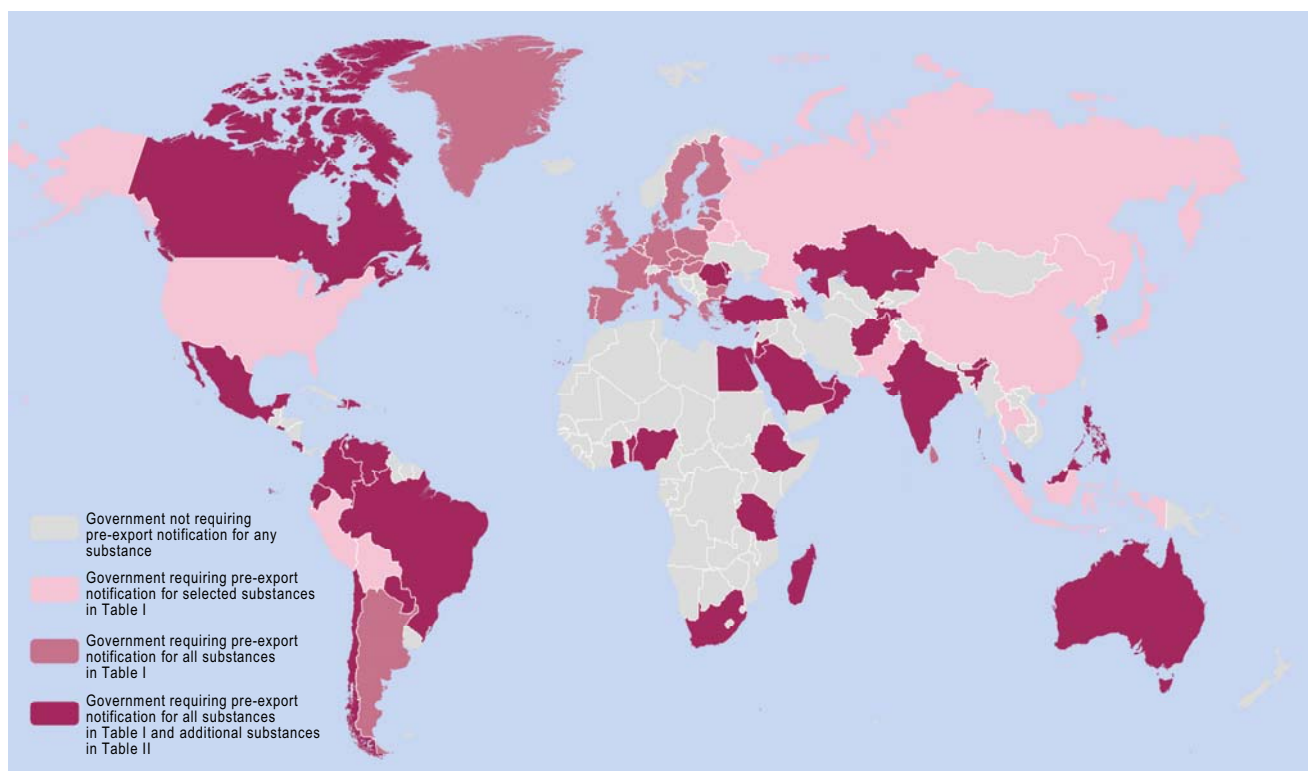 Government not requiring
pre-export notification for any
substance
Government requiring pre-export
notification for selected substances
in Table I
Government requiring pre-export
notification for all substances
in Table I
Government requiring pre-export
notification for all substances
in Table I and additional substances
in Table II